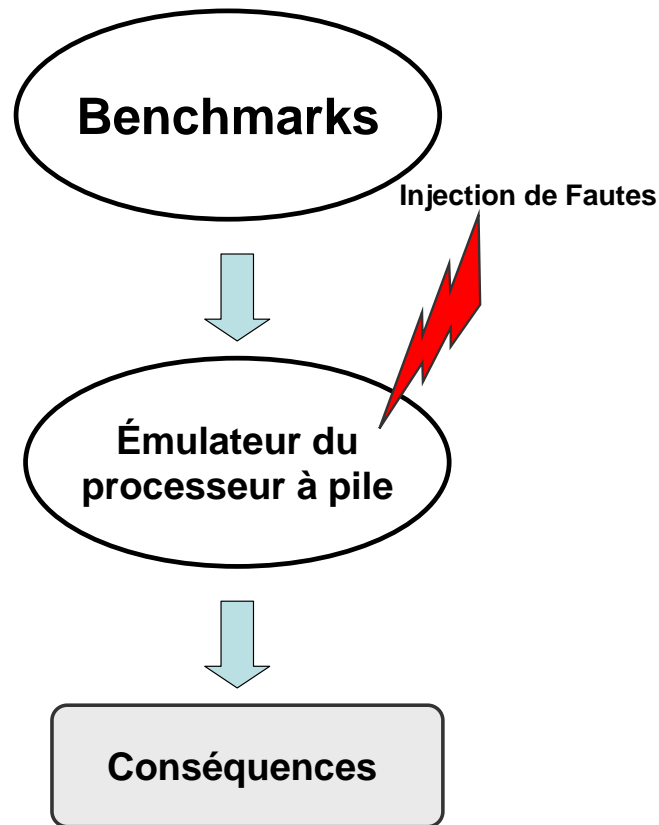 Benchmarks
Injection de Fautes
Émulateur du
processeur à pile
Conséquences